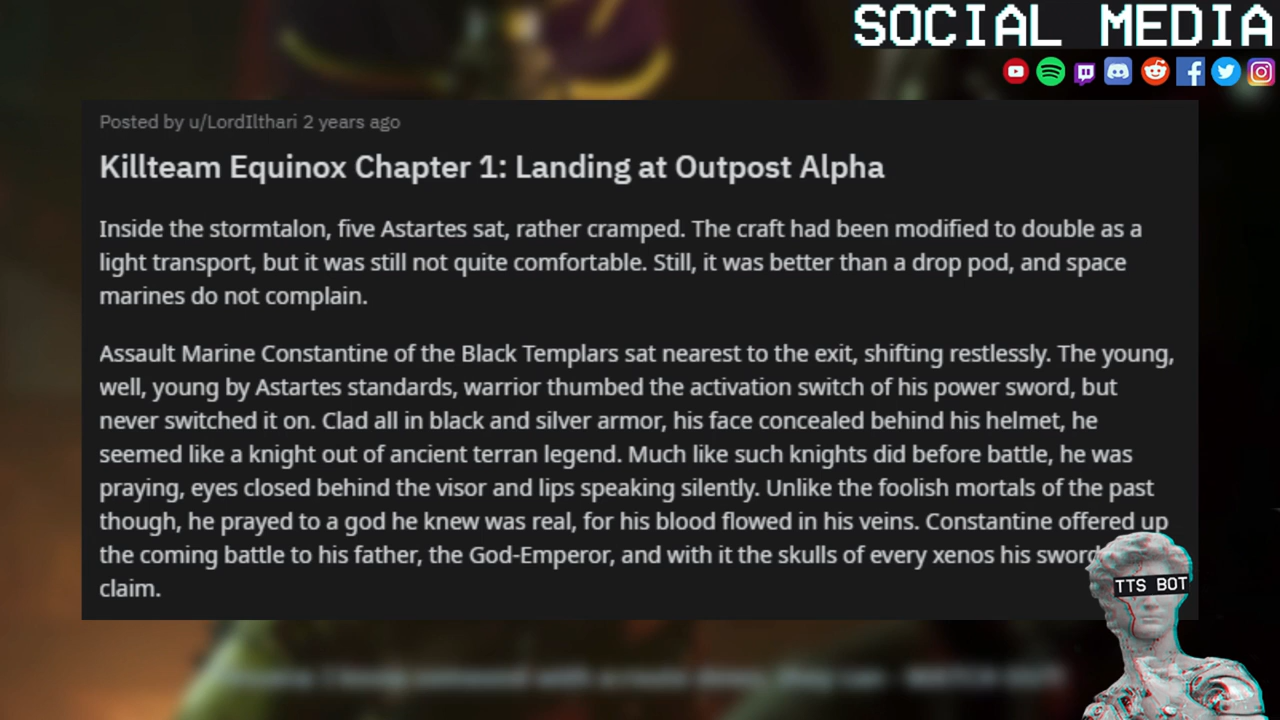 SOCIAL MEDIA
Posted by u/LordIlthari 2 years ago
Killteam Equinox Chapter 1: Landing at Outpost Alpha
Inside the stormtalon, five Astartes sat, rather cramped. The craft had been modified to double as a
light transport, but it was still not quite comfortable. Still, it was better than a drop pod, and space
marines do not complain.
Assault Marine Constantine of the Black Templars sat nearest to the exit, shifting restlessly. The young,
well, young by Astartes standards, warrior thumbed the activation switch of his power sword, but
never switched it on. Clad all in black and silver armor, his face concealed behind his helmet, he
seemed like a knight out of ancient terran legend. Much like such knights did before battle, he was
praying, eyes closed behind the visor and lips speaking silently. Unlike the foolish mortals of the past
though, he prayed to a god he knew was real, for his blood flowed in his veins. Constantine offered up
the coming battle to his father, the God-Emperor, and with it the skulls of every xenos his sword
claim.
TTS BOT